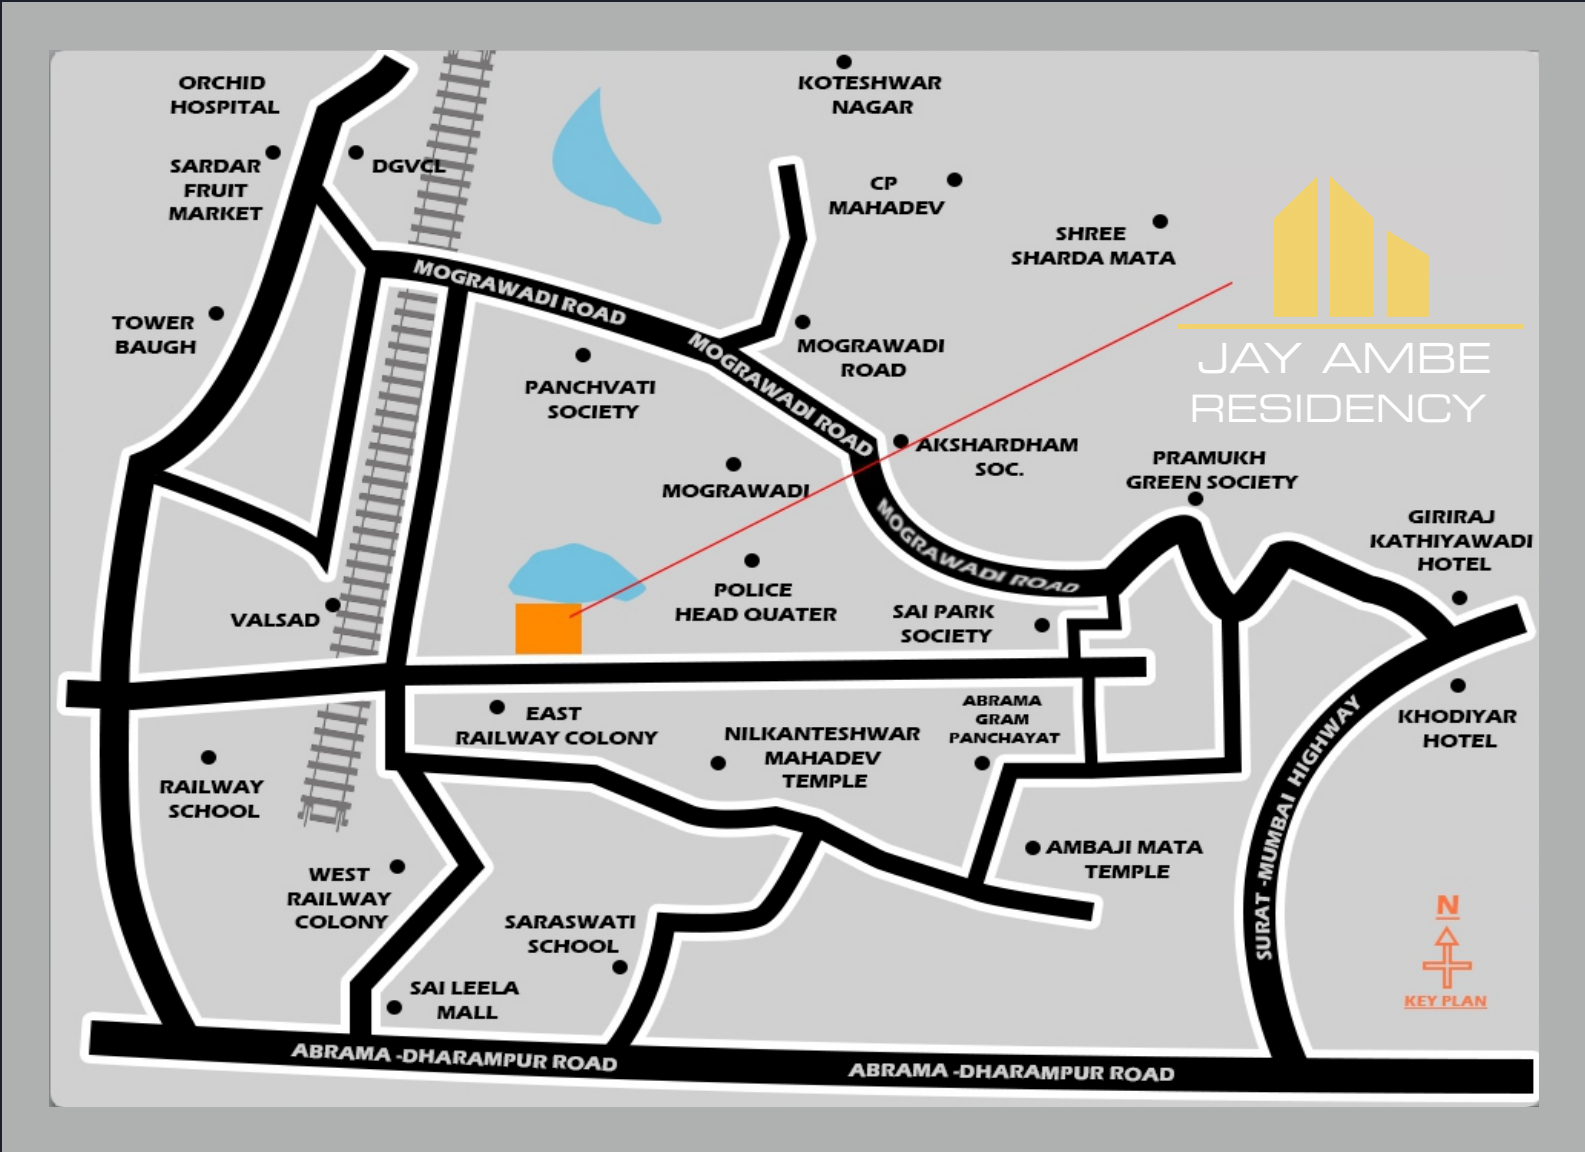 ORCHID
HOSPITAL
KOTESHWAR
NAGAR
SARDAR
FRUIT
MARKET
DGVCL
CP
MAHADEV
SHREE
SHARDA MATA
MOGRAWADI ROAD
TOWER
BAUGH
PANCHVATI
SOCIETY
MOGRAWADI ROAD
MOGRAWADI
ROAD
JAY AMBE
RESIDENCY
AKSHARDHAM
SOC.
PRAMUKH
GREEN SOCIETY
MOGRAWADI
MOGRAWADI ROAD
GIRIRAJ
KATHIYAWADI
HOTEL
VALSAD
POLICE
HEAD QUATER
SAI PARK
SOCIETY
EAST
RAILWAY COLONY
NILKANTESHWAR
MAHADEV
TEMPLE
ABRAMA
GRAM
PANCHAYAT
KHODIYAR
HOTEL
RAILWAY
SCHOOL
SURAT -MUMBAI HIGHWAY
WEST
RAILWAY
COLONY
AMBAJI MATA
TEMPLE
SARASWATI
SCHOOL
N
KEY PLAN
SAI LEELA
MALL
ABRAMA -DHARAMPUR ROAD
ABRAMA -DHARAMPUR ROAD